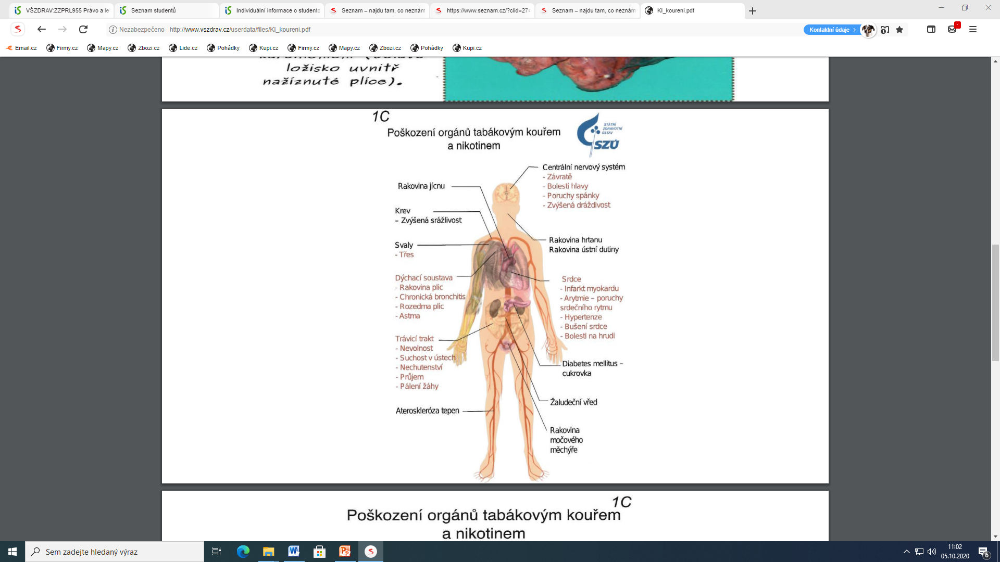 VŠZDRAV:ZZPRL955 Právo a le
Seznam studentů
Individuální informace o studento
Seznam – najdu tam, co neznám
https://www.seznam.cz/?clid=274
Seznam – najdu tam, co neznám
KI_koureni.pdf
Nezabezpečeno http://www.vszdrav.cz/userdata/files/KI_koureni.pdf
Kontaktní údaje
Email.cz
Firmy.cz
Mapy.cz
Zbozi.cz
Lide.cz
Pohádky
Kupi.cz
Firmy.cz
Mapy.cz
Zbozi.cz
Pohádky
Kupi.cz
ložisko uvnitř
nažíznuté plíce).
1C
Poškození orgánů tabákovým kouřem
a nikotinem
STÁTNÍ
ZDRAVOTNÍ
ÚSTAV
SZÚ
Centrální nervový systém
- Závratě
- Bolesti hlavy
- Poruchy spánky
- Zvýšená dráždivost
Rakovina jícnu
Krev
– Zvýšená srážlivost
Svaly
- Třes
Rakovina hrtanu
Rakovina ústní dutiny
Dýchací soustava
- Rakovina plic
- Chronická bronchitis
- Rozedma plic
- Astma
Srdce
- Infarkt myokardu
- Arytmie – poruchy
srdečního rytmu
- Hypertenze
- Bušení srdce
- Bolesti na hrudi
Trávicí trakt
- Nevolnost
- Suchost v ústech
- Nechutenství
- Průjem
- Pálení žáhy
Diabetes mellitus –
cukrovka
Žaludeční vřed
Ateroskleróza tepen
Rakovina
močového
měchýře
1C
Poškození orgánů tabákovým kouřem
a nikotinem
Sem zadejte hledaný výraz
11:02
05.10.2020
6